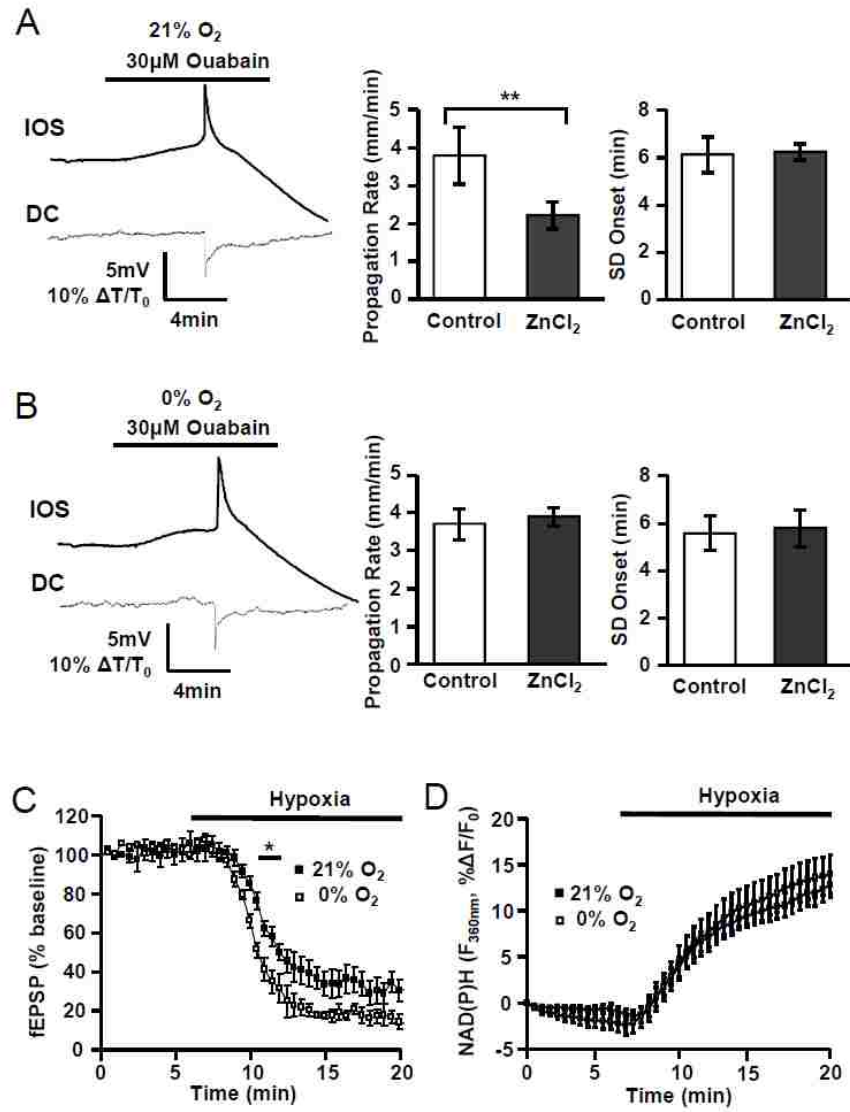 A
21% O₂
30μM Ouabain
IOS
DC
5mV
10% ΔT/T₀
4min
Propagation Rate (mm/min)
5
4
3
2
1
0
**
Control
ZnCl₂
SD Onset (min)
8
6
4
2
0
Control
ZnCl₂
B
0% O₂
30μM Ouabain
IOS
DC
5mV
10% ΔT/T₀
4min
Propagation Rate (mm/min)
5
4
3
2
1
0
Control
ZnCl₂
SD Onset (min)
8
6
4
2
0
Control
ZnCl₂
C
Hypoxia
fEPSP (% baseline)
120
100
80
60
40
20
0
*
21% O₂
0% O₂
0
5
10
15
20
Time (min)
D
Hypoxia
NAD(P)H (F₃₆₀ₙₘ, %ΔF/F₀)
20
15
10
5
0
-5
21% O₂
0% O₂
0
5
10
15
20
Time (min)